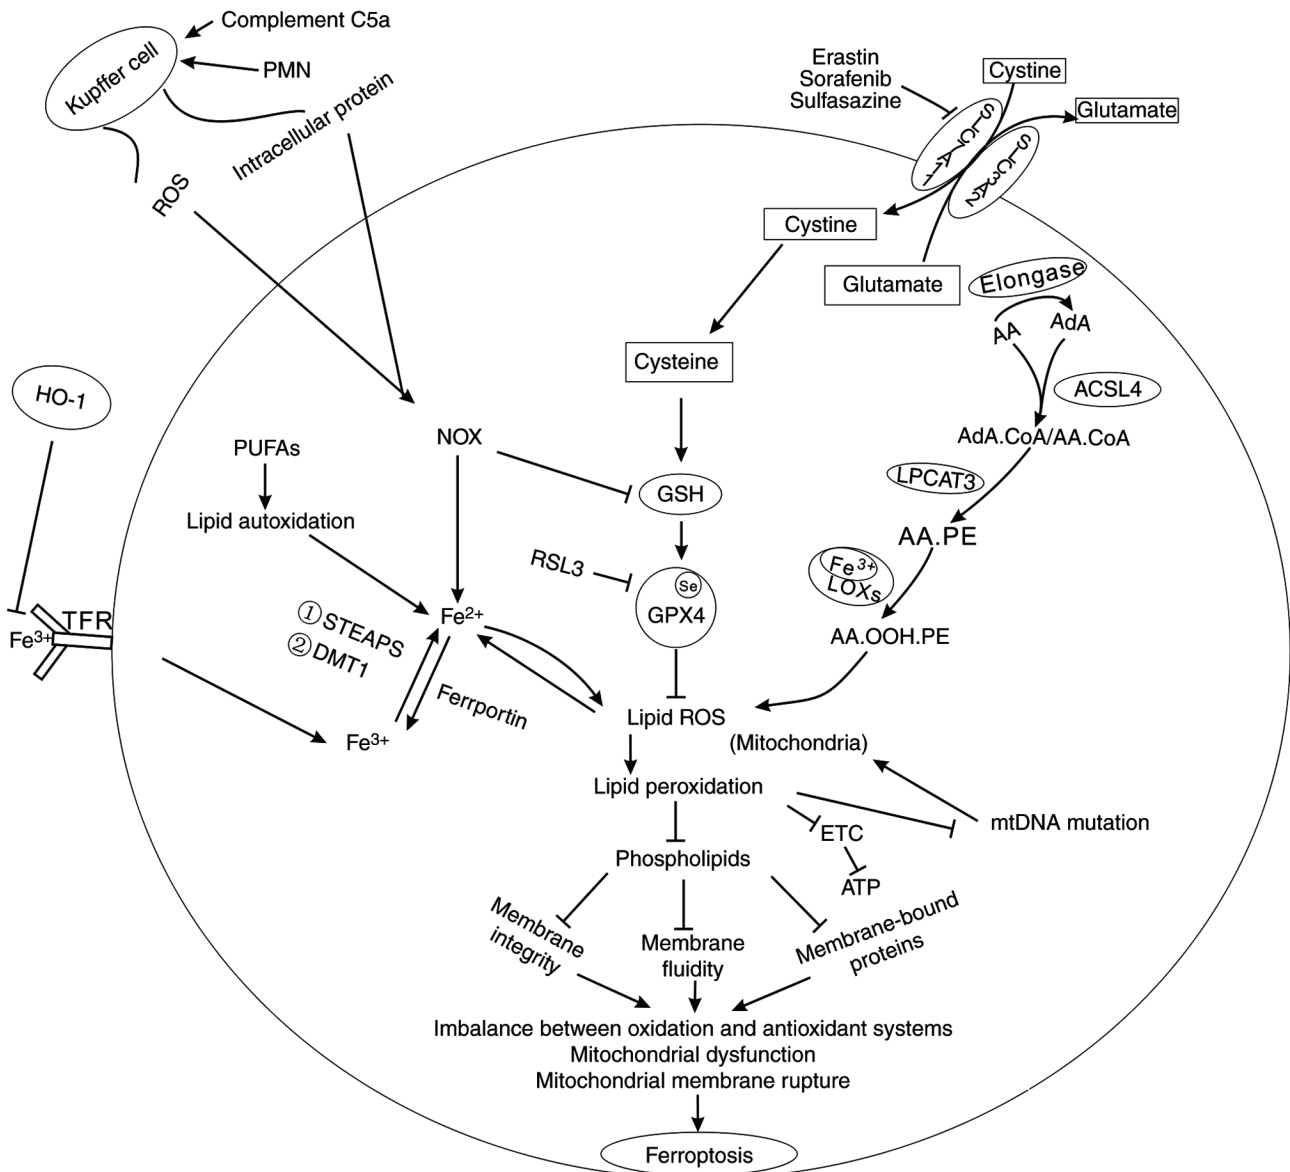 Complement C5a
Kupffer cell
PMN
Intracellular protein
ROS
Erastin
Sorafenib
Sulfasazine
Cystine
Glutamate
SLC7A11
SLC3A2
Cystine
Glutamate
Elongase
AA
AdA
Cysteine
HO-1
ACSL4
PUFAs
NOX
AdA.CoA/AA.CoA
LPCAT3
GSH
Lipid autoxidation
AA.PE
RSL3
Se
GPX4
Fe3+
LOXs
TFR
Fe3+
① STEAPS
② DMT1
Fe2+
AA.OOH.PE
Ferrportin
Fe3+
Lipid ROS
(Mitochondria)
Lipid peroxidation
mtDNA mutation
ETC
Phospholipids
ATP
Membrane
integrity
Membrane
fluidity
Membrane-bound
proteins
Imbalance between oxidation and antioxidant systems
Mitochondrial dysfunction
Mitochondrial membrane rupture
Ferroptosis